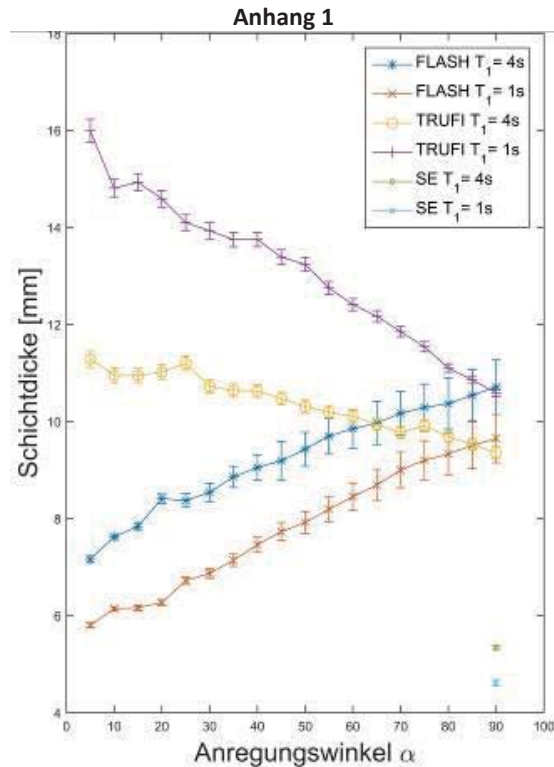 Anhang 1
18
16
14
12
10
8
6
4
Schichtdicke [mm]
FLASH T1= 4s
FLASH T1= 1s
TRUFI T1= 4s
TRUFI T1= 1s
SE T1= 4s
SE T1= 1s
0 10 20 30 40 50 60 70 80 90 100
Anregungswinkel α